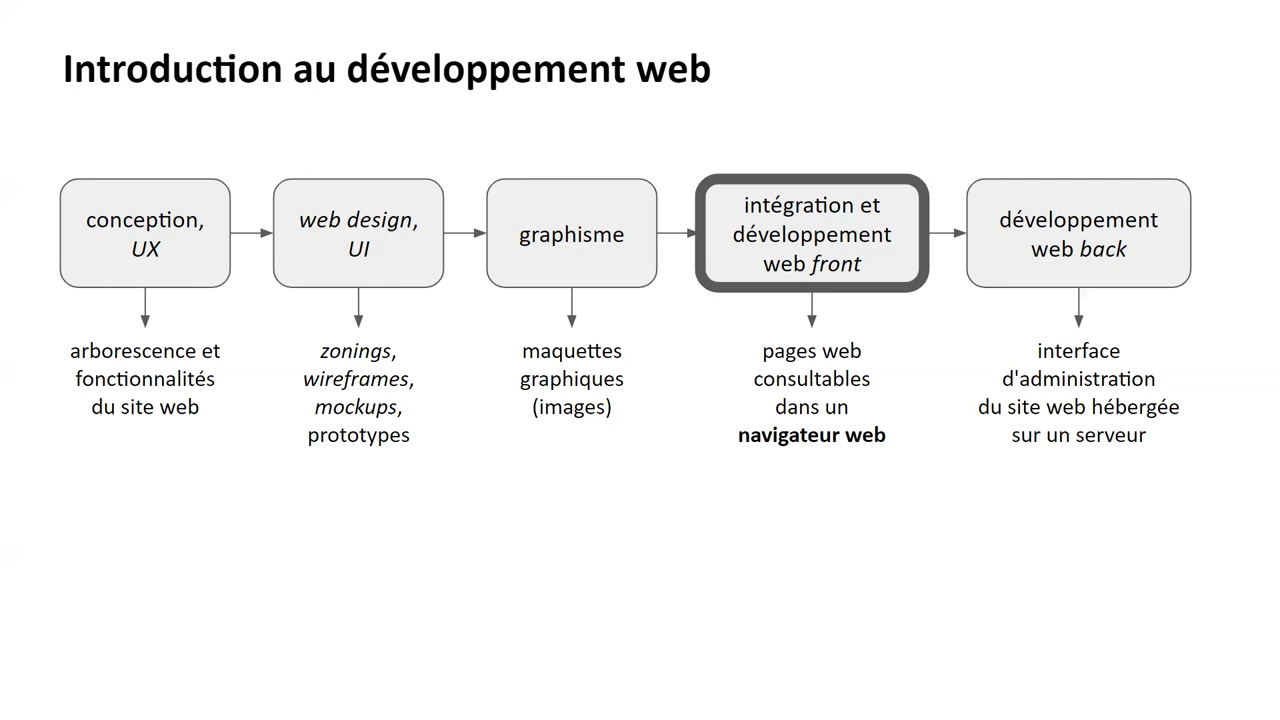 Introduction au développement web
conception,
UX
web design,
UI
graphisme
intégration et
développement
web front
développement
web back
arborescence et
fonctionnalités
du site web
zonings,
wireframes,
mockups,
prototypes
maquettes
graphiques
(images)
pages web
consultables
dans un
navigateur web
interface
d'administration
du site web hébergée
sur un serveur